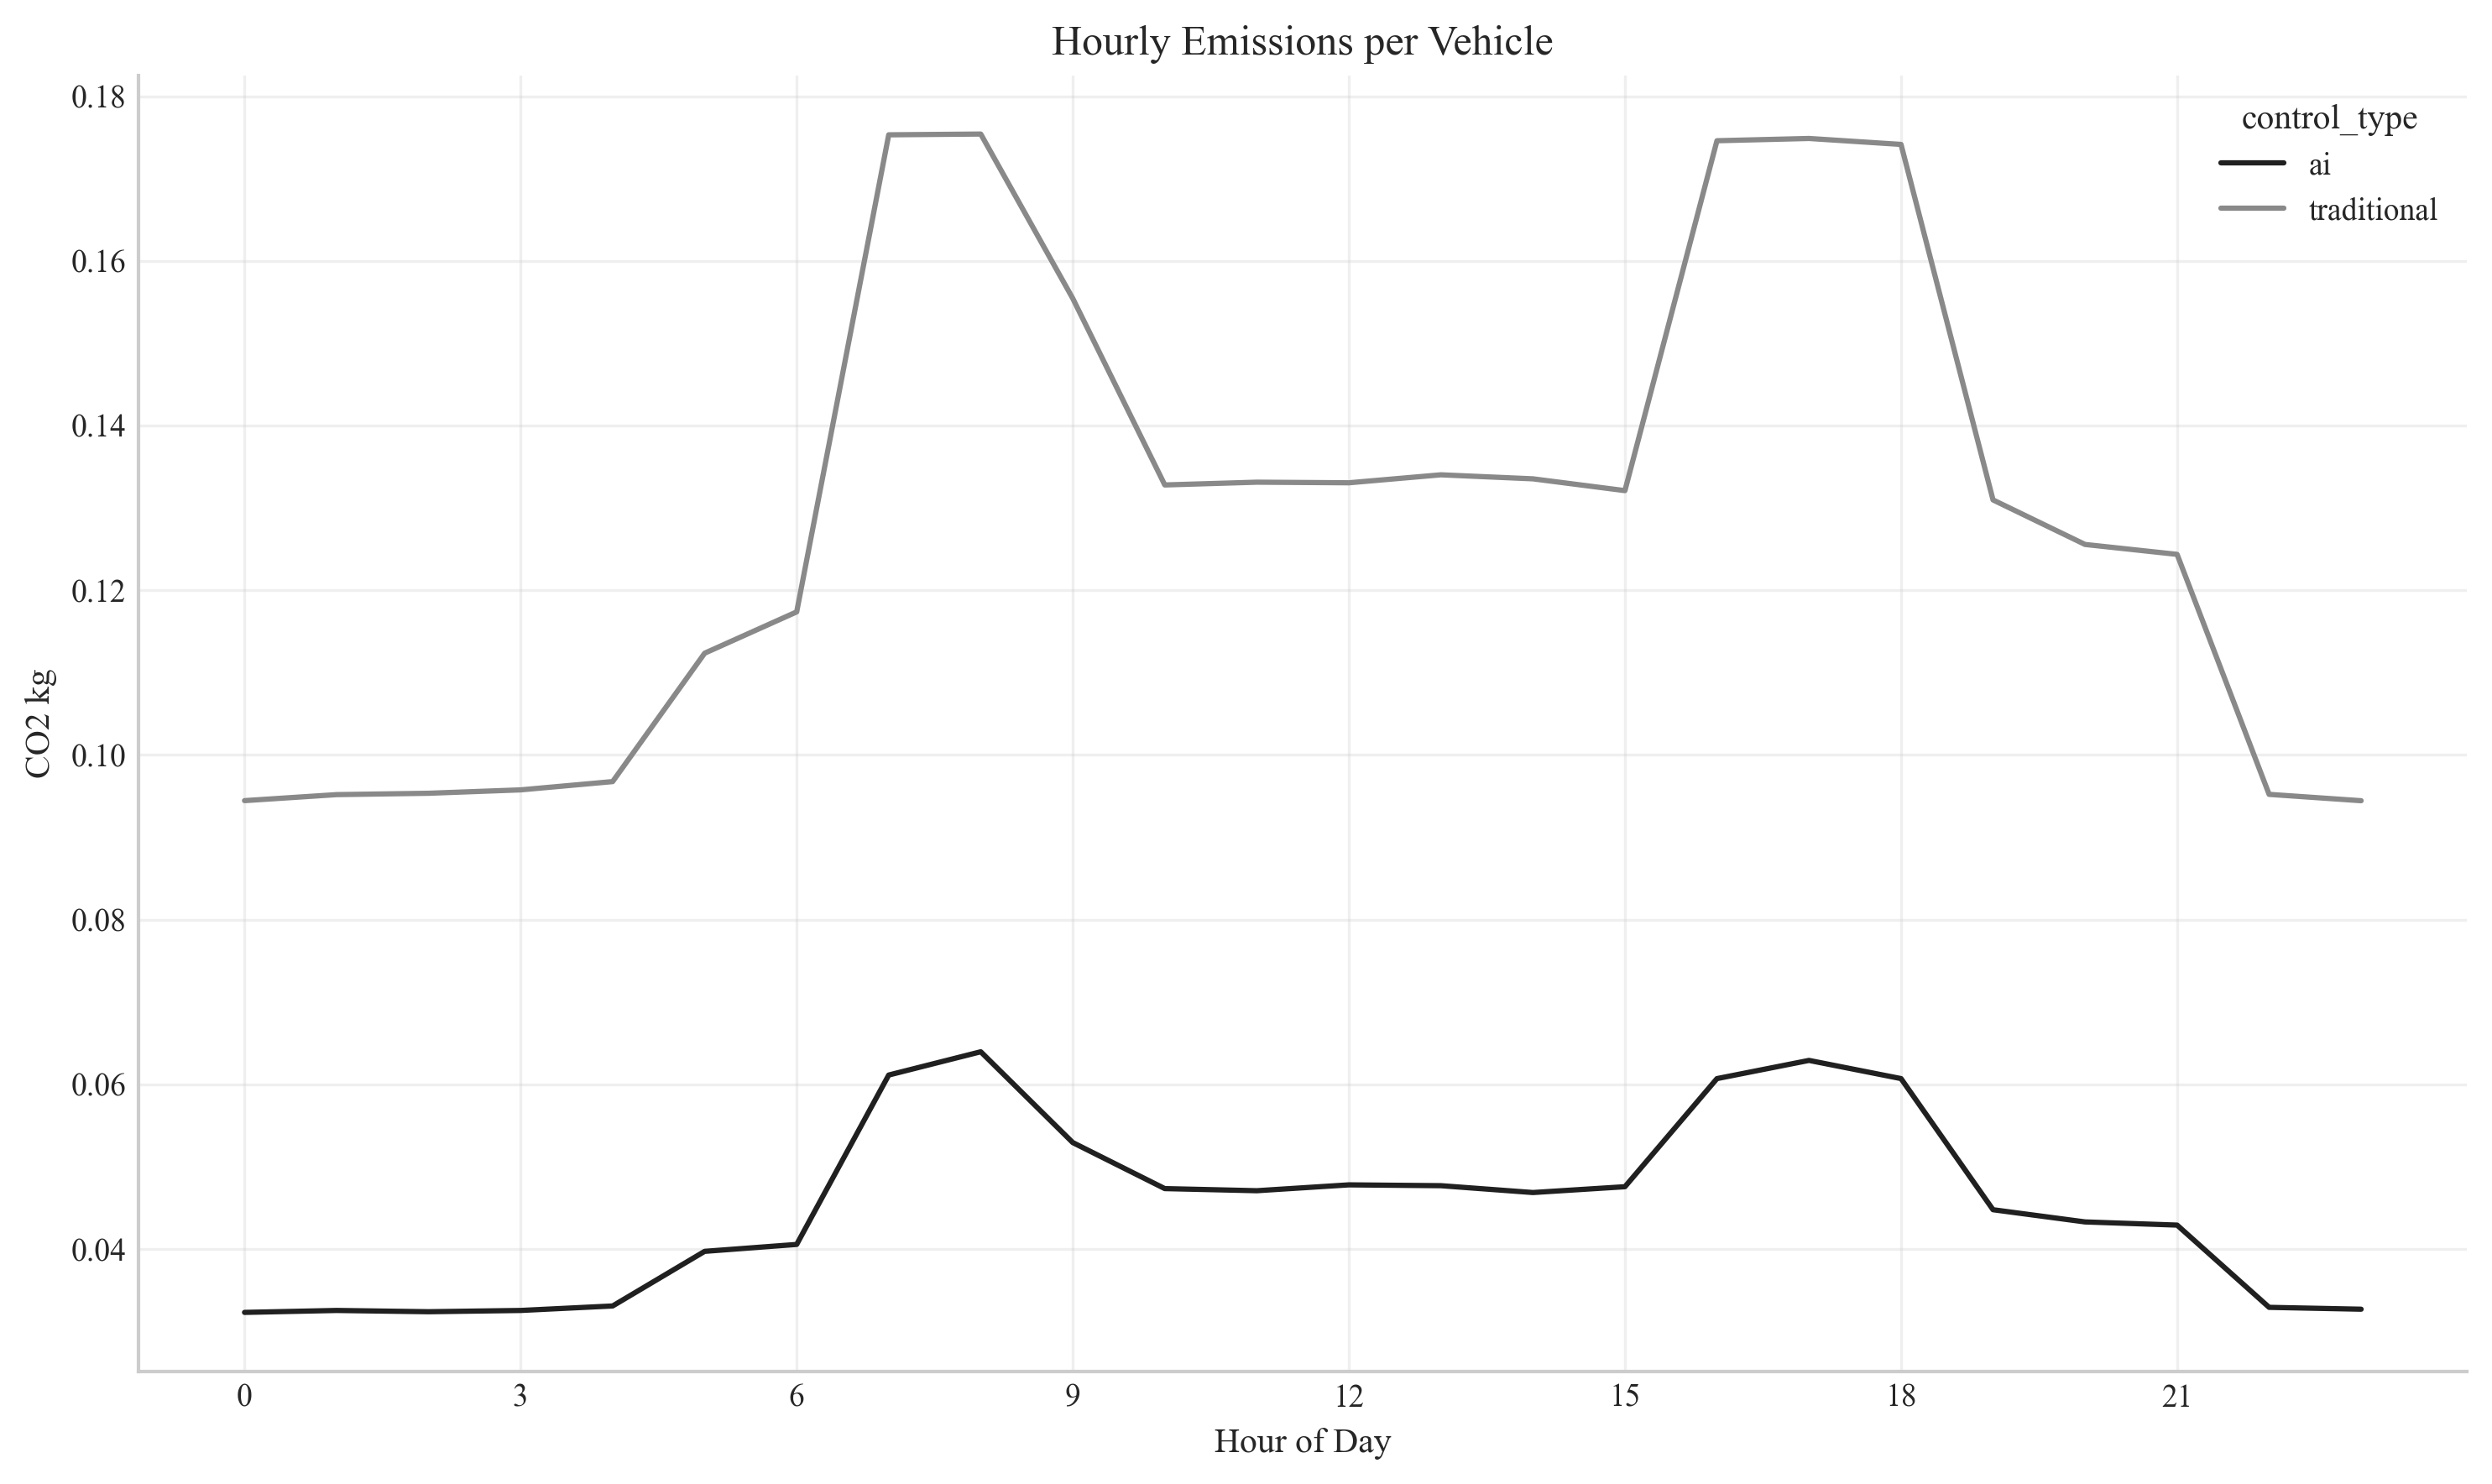 Hourly Emissions per Vehicle
0.18
0.16
0.14
0.12
0.10
0.08
0.06
0.04
CO2 kg
control_type
ai
traditional
0 3 6 9 12 15 18 21
Hour of Day